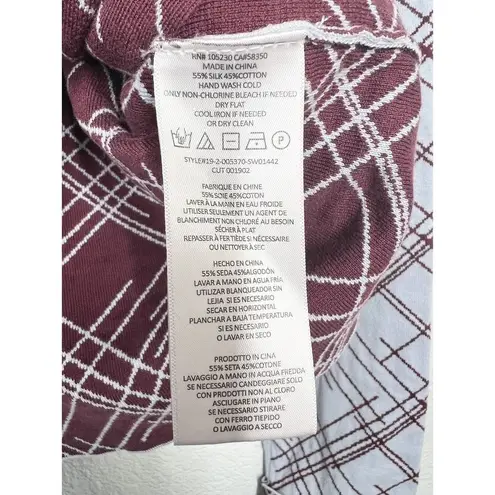 RN# 105230 CA#58350
MADE IN CHINA
55% SILK 45%COTTON
HAND WASH COLD
ONLY NON-CHLORINE BLEACH IF NEEDED
DRY FLAT
COOL IRON IF NEEDED
OR DRY CLEAN
P
STYLE#19-2-005370-SW01442
CUT 001902
FABRIQUE EN CHINE
55% SOIE 45%COTON
LAVER À LA MAIN EN EAU FROIDE
UTILISER SEULEMENT UN AGENT DE
BLANCHIMENT NON CHLORÉ AU BESOIN
SÉCHER À PLAT
REPASSER À FER TIÈDE SI NÉCESSAIRE
OU NETTOYER À SEC
HECHO EN CHINA
55% SEDA 45%ALGODÓN
LAVAR A MANO EN AGUA FRÍA
UTILIZAR BLANQUEADOR SIN
LEJIA SI ES NECESARIO
SECAR EN HORIZONTAL
PLANCHAR A BAJA TEMPERATURA
SI ES NECESARIO
O LAVAR EN SECO
PRODOTTO IN CINA
55% SETA 45%COTONE
LAVAGGIO A MANO IN ACQUA FREDDA
SE NECESSARIO CANDEGGIARE SOLO
CON PRODOTTI NON AL CLORO
ASCIUGARE IN PIANO
SE NECESSARIO STIRARE
CON FERRO TIEPIDO
O LAVAGGIO A SECCO